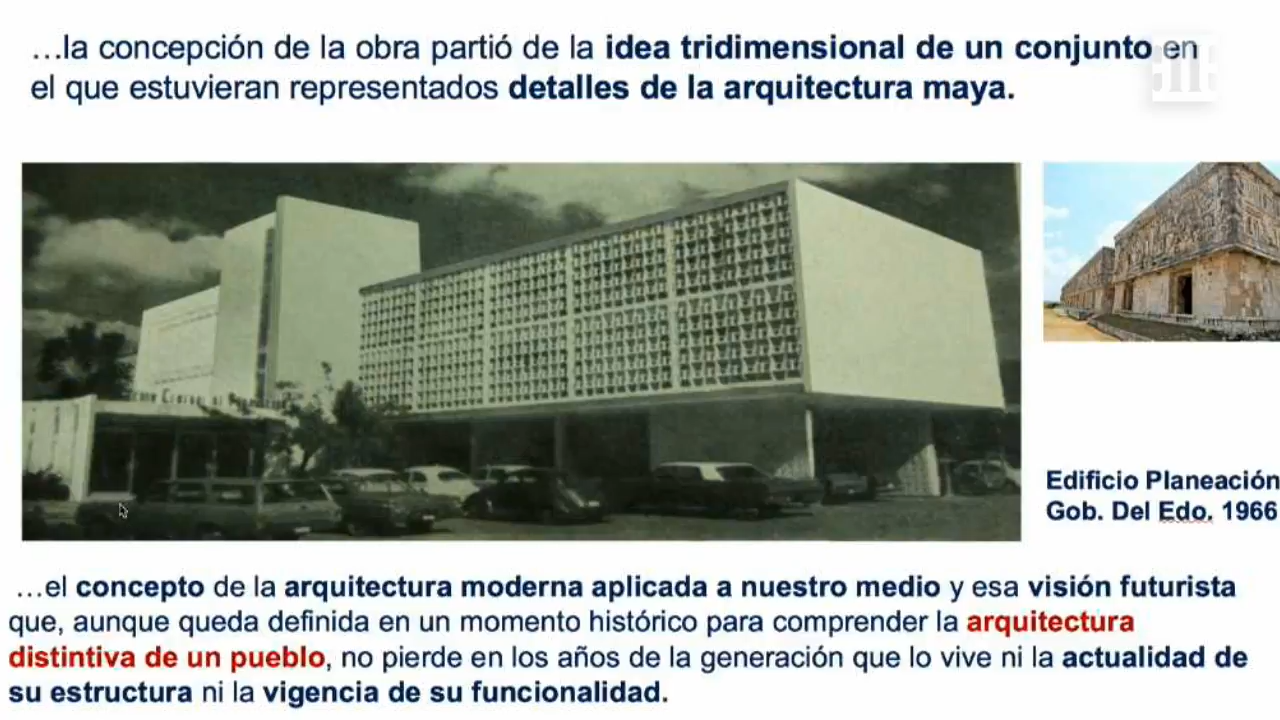 …la concepción de la obra partió de la idea tridimensional de un conjunto en
el que estuvieran representados detalles de la arquitectura maya.
Edificio Planeación
Gob. Del Edo. 1966
…el concepto de la arquitectura moderna aplicada a nuestro medio y esa visión futurista
que, aunque queda definida en un momento histórico para comprender la arquitectura
distintiva de un pueblo, no pierde en los años de la generación que lo vive ni la actualidad de
su estructura ni la vigencia de su funcionalidad.